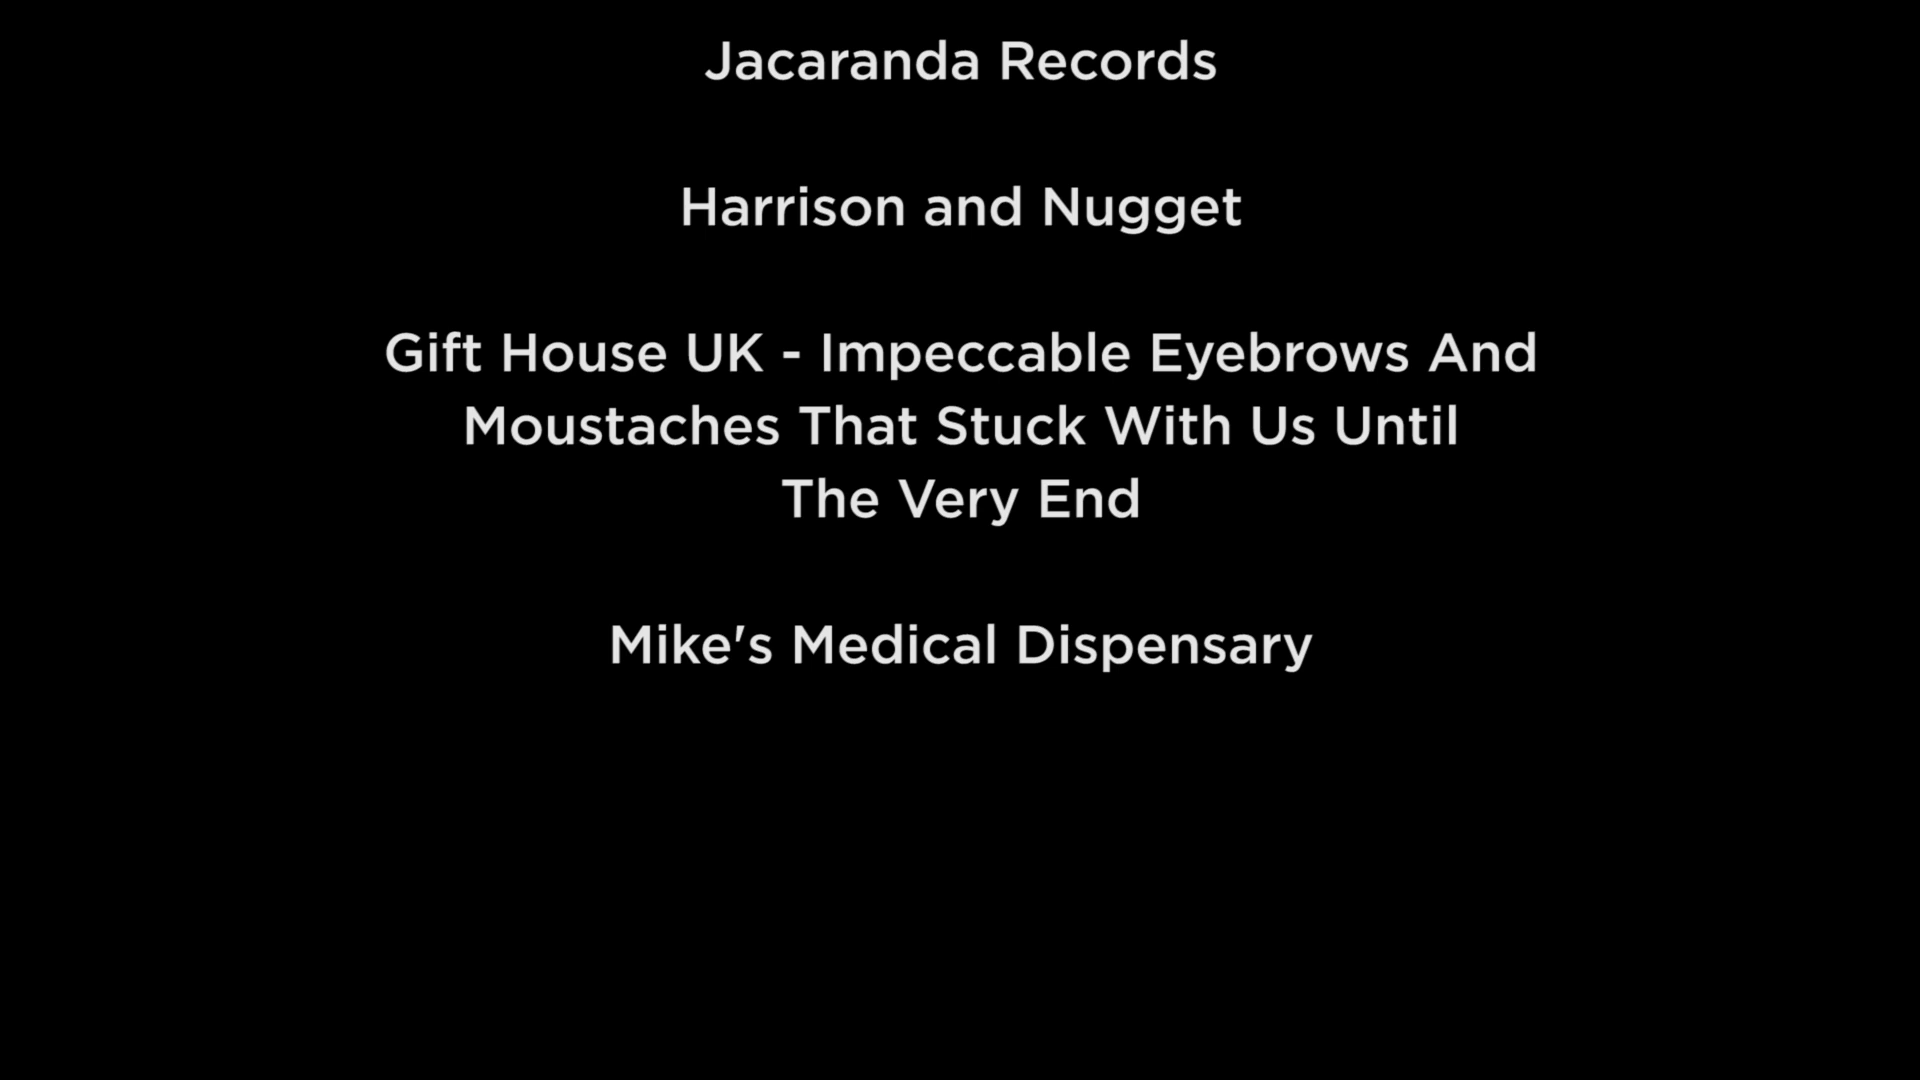 Jacaranda Records
Harrison and Nugget
Gift House UK - Impeccable Eyebrows And
Moustaches That Stuck With Us Until
The Very End
Mike's Medical Dispensary